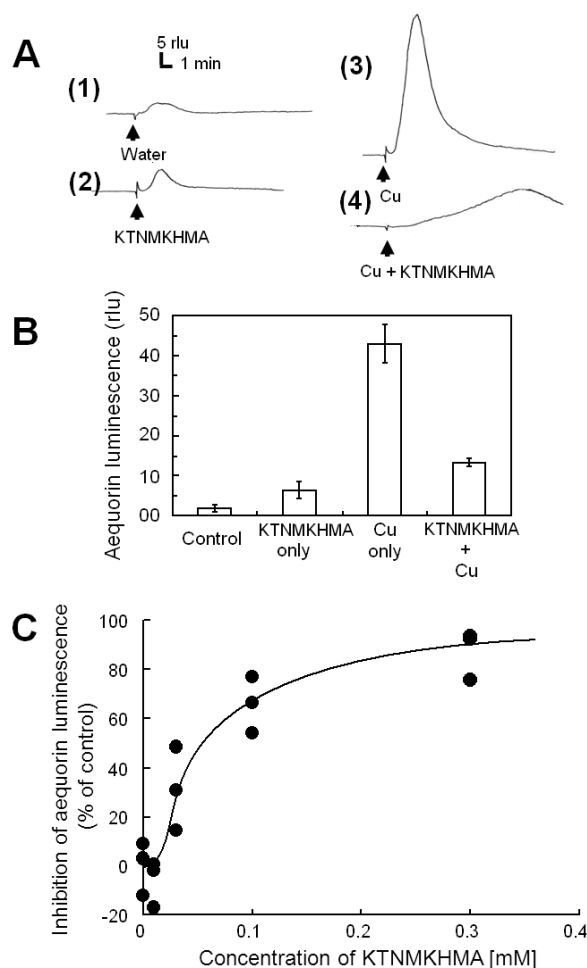 A
5 rlu
1 min
(1)
Water
(2)
KTNMKHMA
(3)
Cu
(4)
Cu + KTNMKHMA
B
Aequorin luminescence (rlu)
50
40
30
20
10
00
Control
KTNMKHMA
only
Cu
only
KTNMKHMA
+
Cu
C
Inhibition of aequorin luminescence
(% of control)
100
80
60
40
20
0
-20
0
0.1
0.2
0.3
0.4
Concentration of KTNMKHMA [mM]